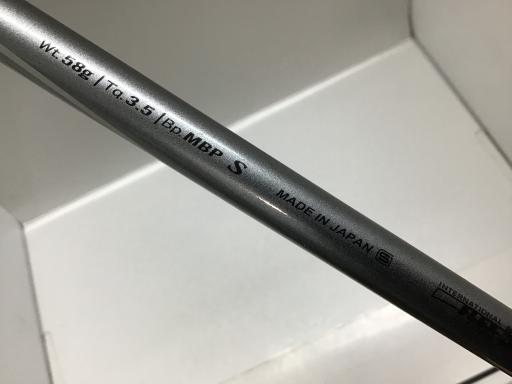 Wt. 58g / Tq. 3.5 / Bp. MBP S MADE IN JAPAN S
INTERNATIONAL